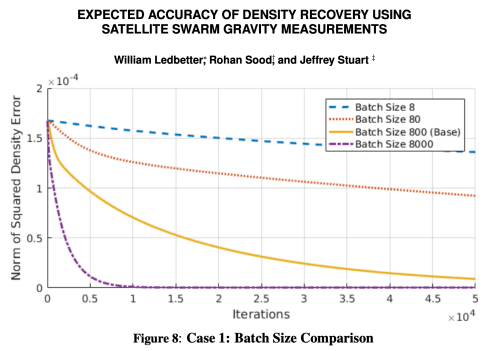 EXPECTED ACCURACY OF DENSITY RECOVERY USING
SATELLITE SWARM GRAVITY MEASUREMENTS
William Ledbetter,* Rohan Sood,† and Jeffrey Stuart ‡
×10⁻⁴
2
1.5
1
0.5
0
Norm of Squared Density Error
Batch Size 8
Batch Size 80
Batch Size 800 (Base)
Batch Size 8000
0 0.5 1 1.5 2 2.5 3 3.5 4 4.5 5
Iterations
×10⁴
Figure 8: Case 1: Batch Size Comparison